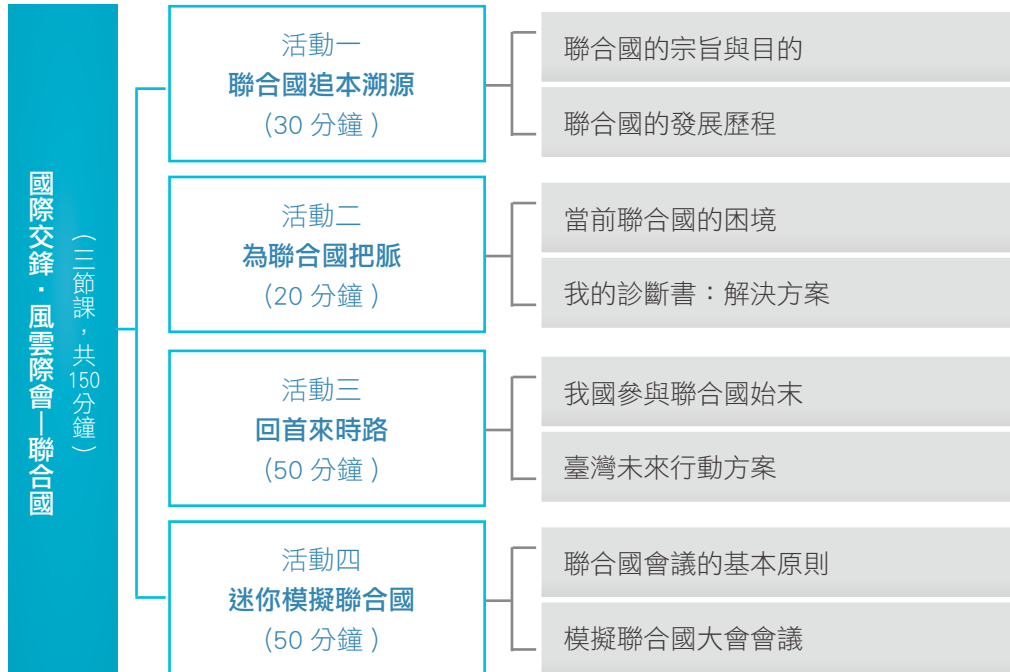 國際交鋒・風雲際會—聯合國
（三節課，共150分鐘）
活動一
聯合國追本溯源
(30 分鐘 )
聯合國的宗旨與目的
聯合國的發展歷程
活動二
為聯合國把脈
(20 分鐘 )
當前聯合國的困境
我的診斷書：解決方案
活動三
回首來時路
(50 分鐘 )
我國參與聯合國始末
臺灣未來行動方案
活動四
迷你模擬聯合國
(50 分鐘 )
聯合國會議的基本原則
模擬聯合國大會會議